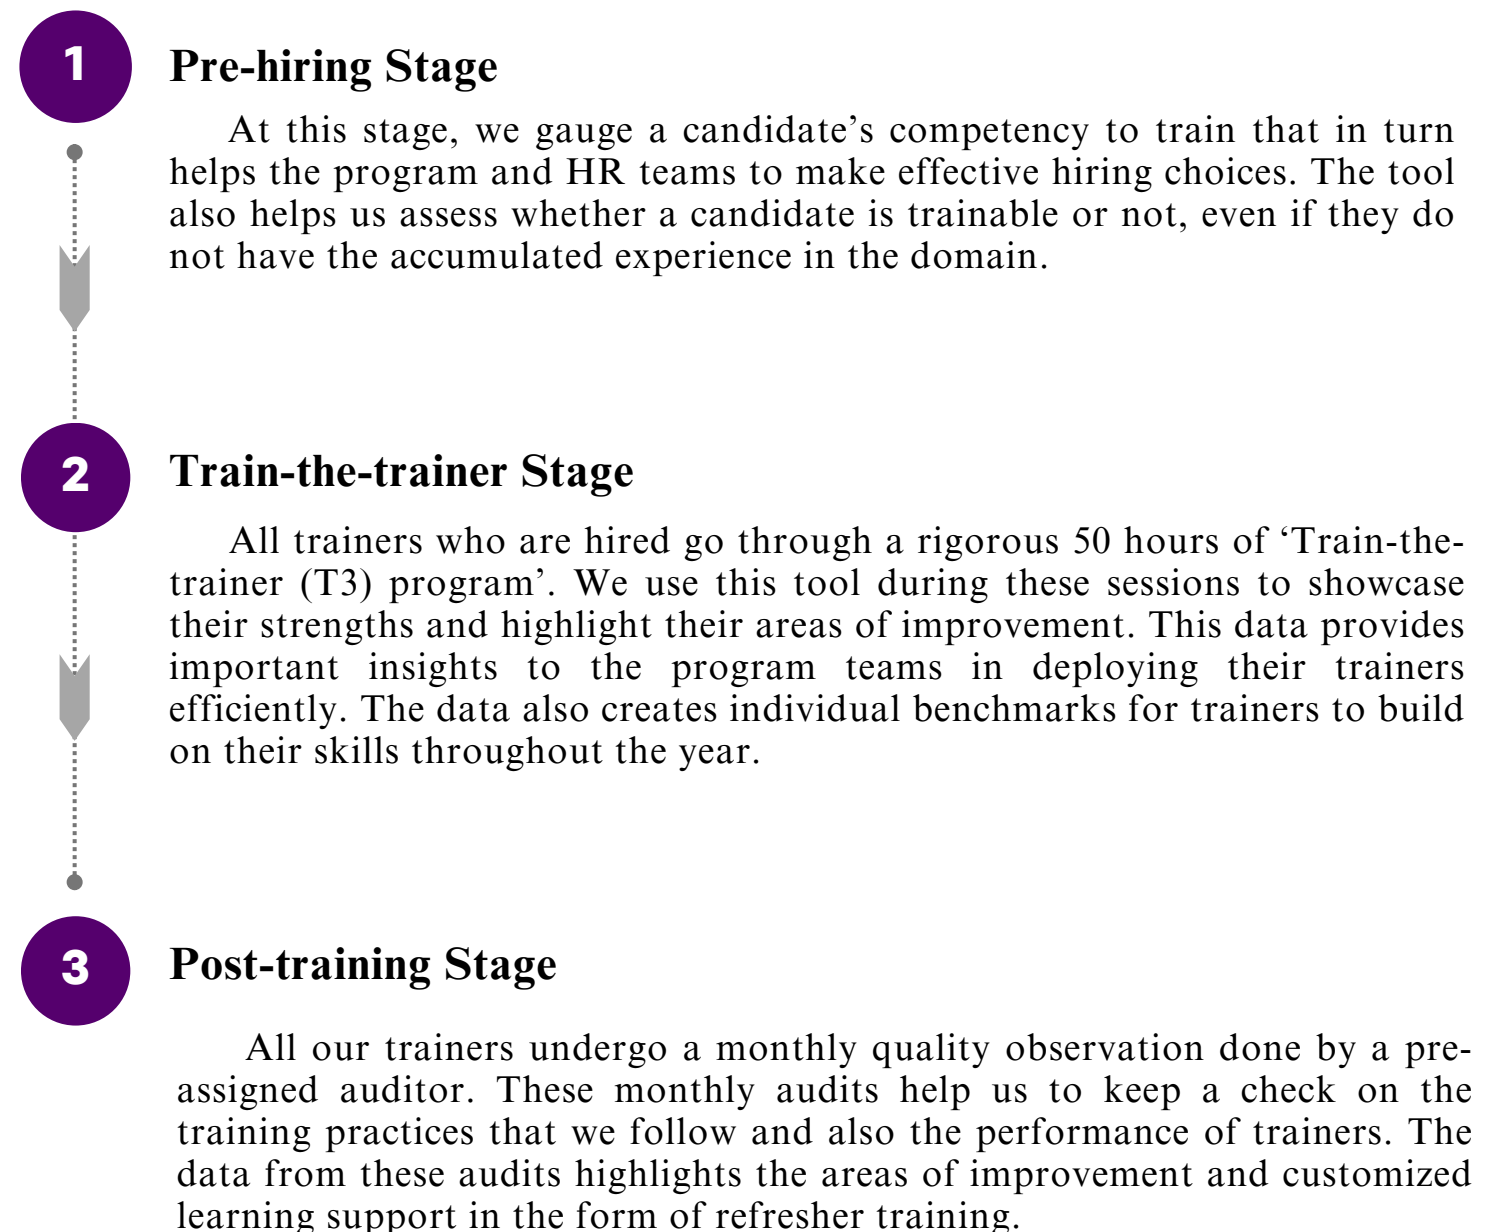 1
Pre-hiring Stage
At this stage, we gauge a candidate’s competency to train that in turn
helps the program and HR teams to make effective hiring choices. The tool
also helps us assess whether a candidate is trainable or not, even if they do
not have the accumulated experience in the domain.
2
Train-the-trainer Stage
All trainers who are hired go through a rigorous 50 hours of ‘Train-the-
trainer (T3) program’. We use this tool during these sessions to showcase
their strengths and highlight their areas of improvement. This data provides
important insights to the program teams in deploying their trainers
efficiently. The data also creates individual benchmarks for trainers to build
on their skills throughout the year.
3
Post-training Stage
All our trainers undergo a monthly quality observation done by a pre-
assigned auditor. These monthly audits help us to keep a check on the
training practices that we follow and also the performance of trainers. The
data from these audits highlights the areas of improvement and customized
learning support in the form of refresher training.